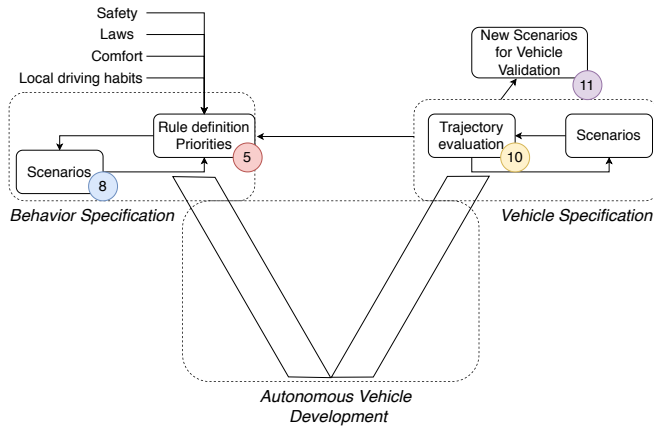 Safety
Laws
Comfort
Local driving habits
New Scenarios
for Vehicle
Validation
11
Rule definition
Priorities
5
Trajectory
evaluation
10
Scenarios
Scenarios
8
Behavior Specification
Vehicle Specification
Autonomous Vehicle
Development